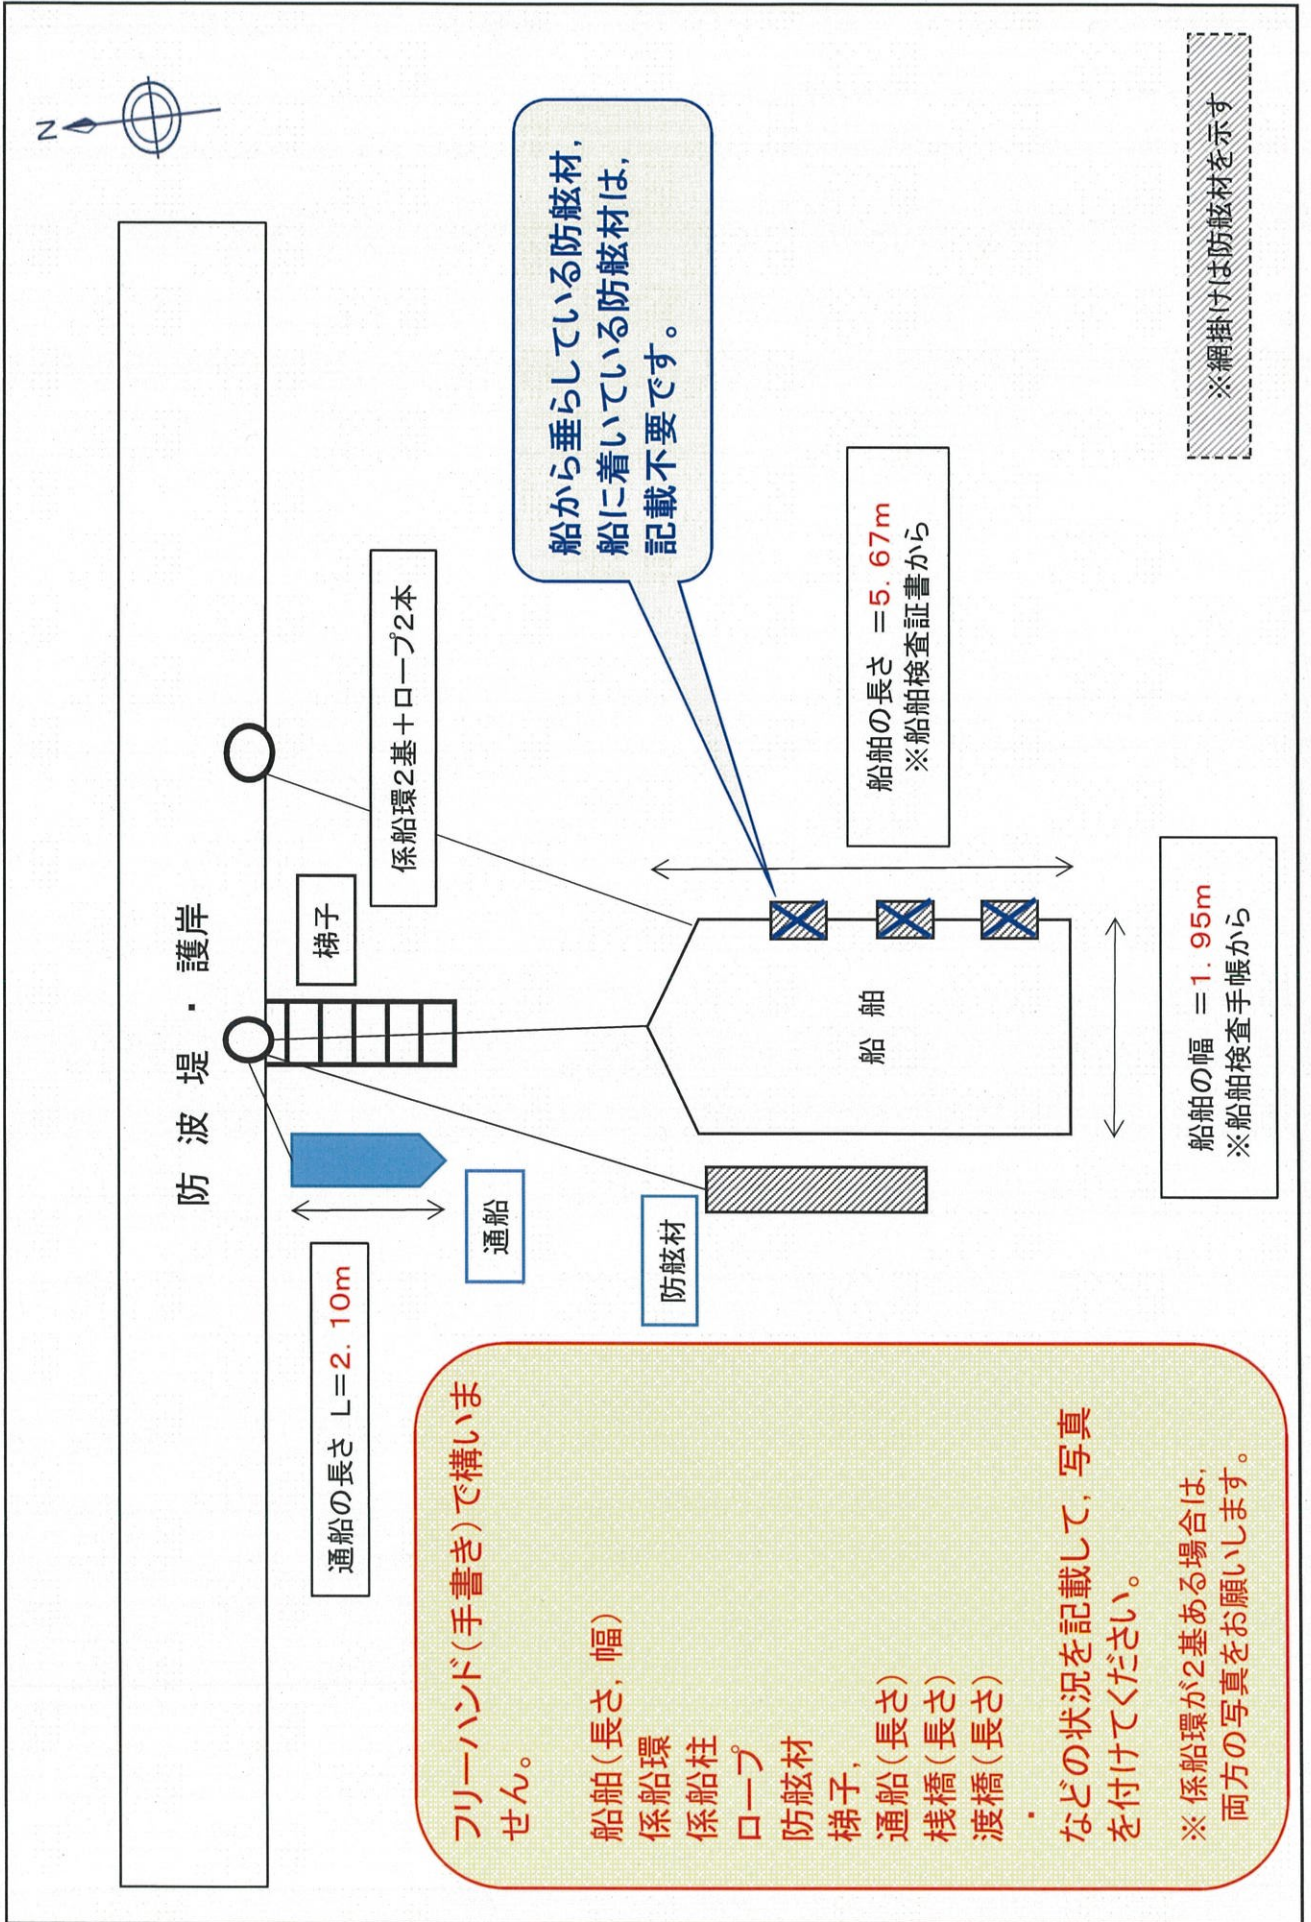 N
防 波 堤 ・ 護岸
梯子
係船環2基＋ロープ2本
通船の長さ L＝2．10m
通船
防舷材
船 舶
船から垂らしている防舷材，
船に着いている防舷材は，
記載不要です。
船舶の長さ ＝5．67m
※船舶検査証書から
船舶の幅 ＝1．95m
※船舶検査手帳から
フリーハンド（手書き）で構いま
せん。
船舶（長さ，幅）
係船環
係船柱
ロープ
防舷材
梯子，
通船（長さ）
桟橋（長さ）
渡橋（長さ）
・
などの状況を記載して，写真
を付けてください。
※ 係船環が2基ある場合は，
両方の写真をお願いします。
※網掛けは防舷材を示す